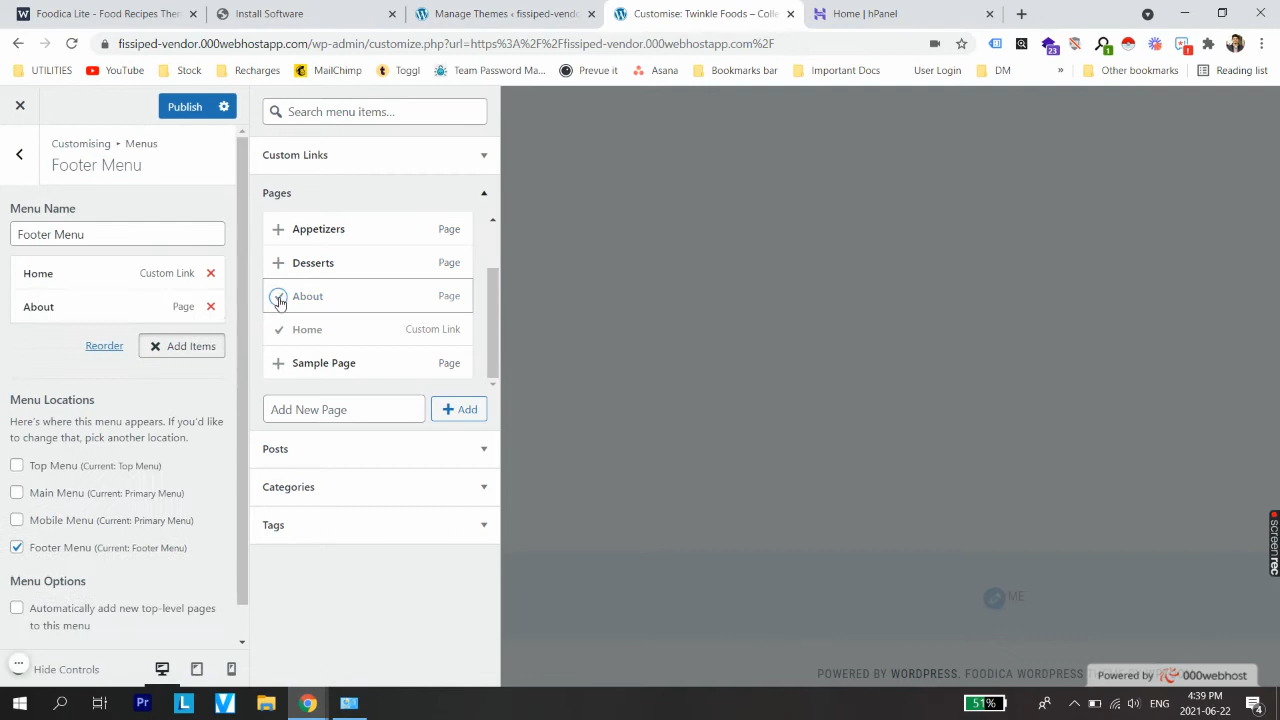 Foodica Lite - Food Recipes Them
Install Software
Manage Themes ‹ fissiped-vendo
Customise: Twinkle Foods – Colle
Home | hPanel
fissiped-vendor.000webhostapp.com/wp-admin/customize.php?url=https%3A%2F%2Ffissiped-vendor.000webhostapp.com%2F
23
1
1
UTILITIES
YouTube
Stock
Recharges
MailChimp
Toggl
Team Password Ma...
Prevue it
Asana
Bookmarks bar
Important Docs
User Login
DM
»
Other bookmarks
Reading list
Publish
Customising ▸ Menus
Footer Menu
Menu Name
Footer Menu
Home Custom Link
About Page
Reorder
Add Items
Menu Locations
Here's where this menu appears. If you'd like
to change that, pick another location.
Top Menu (Current: Top Menu)
Main Menu (Current: Primary Menu)
Mobile Menu (Current: Primary Menu)
Footer Menu (Current: Footer Menu)
Menu Options
Automatically add new top-level pages
to this menu
Hide Controls
Search menu items...
Custom Links
Pages
Appetizers Page
Desserts Page
About Page
Home Custom Link
Sample Page Page
Add New Page
Add
Posts
Categories
Tags
ME
POWERED BY WORDPRESS. FOODICA WORDPRESS
Powered by 000webhost
screenrec
51%
ENG
4:39 PM
2021-06-22
4